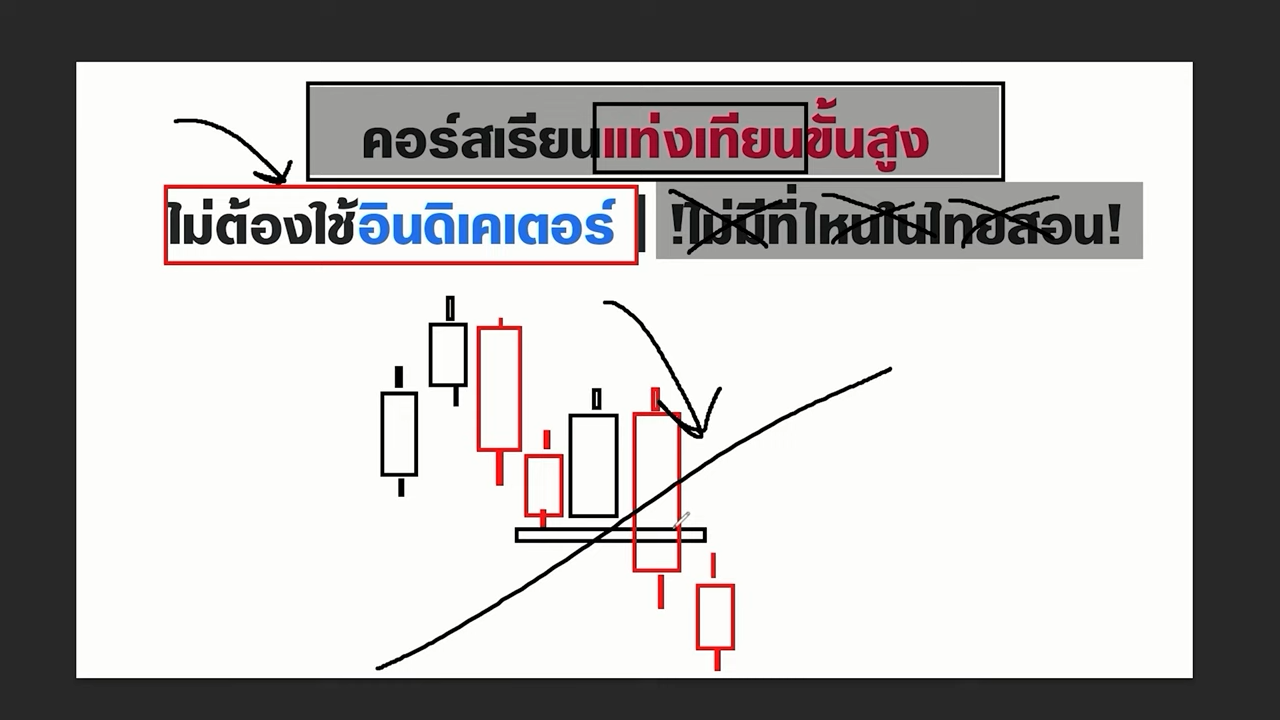 คอร์สเรียนแท่งเทียนขั้นสูง
ไม่ต้องใช้อินดิเคเตอร์ | !ไม่มีที่ไหนในไทยสอน!